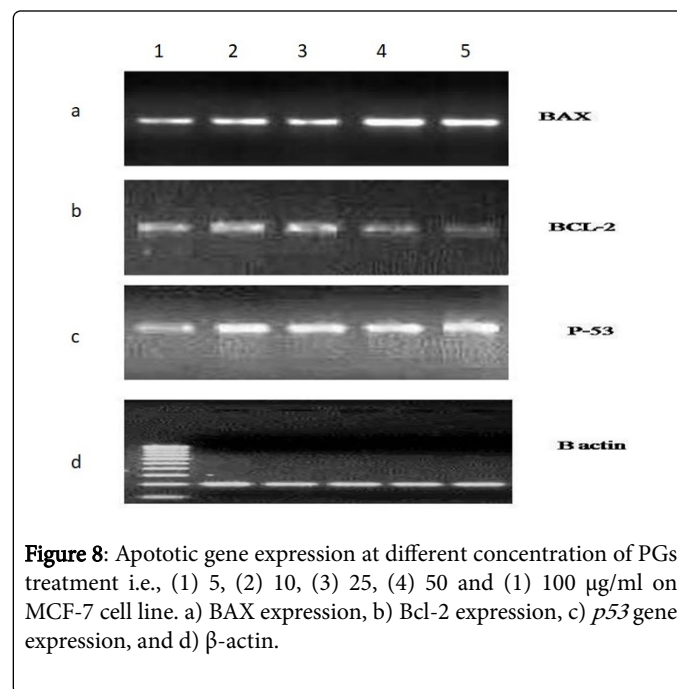 1 2 3 4 5
a BAX
b BCL-2
c P-53
d B actin
Figure 8: Apototic gene expression at different concentration of PGs
treatment i.e., (1) 5, (2) 10, (3) 25, (4) 50 and (1) 100 μg/ml on
MCF-7 cell line. a) BAX expression, b) Bcl-2 expression, c) p53 gene
expression, and d) β-actin.